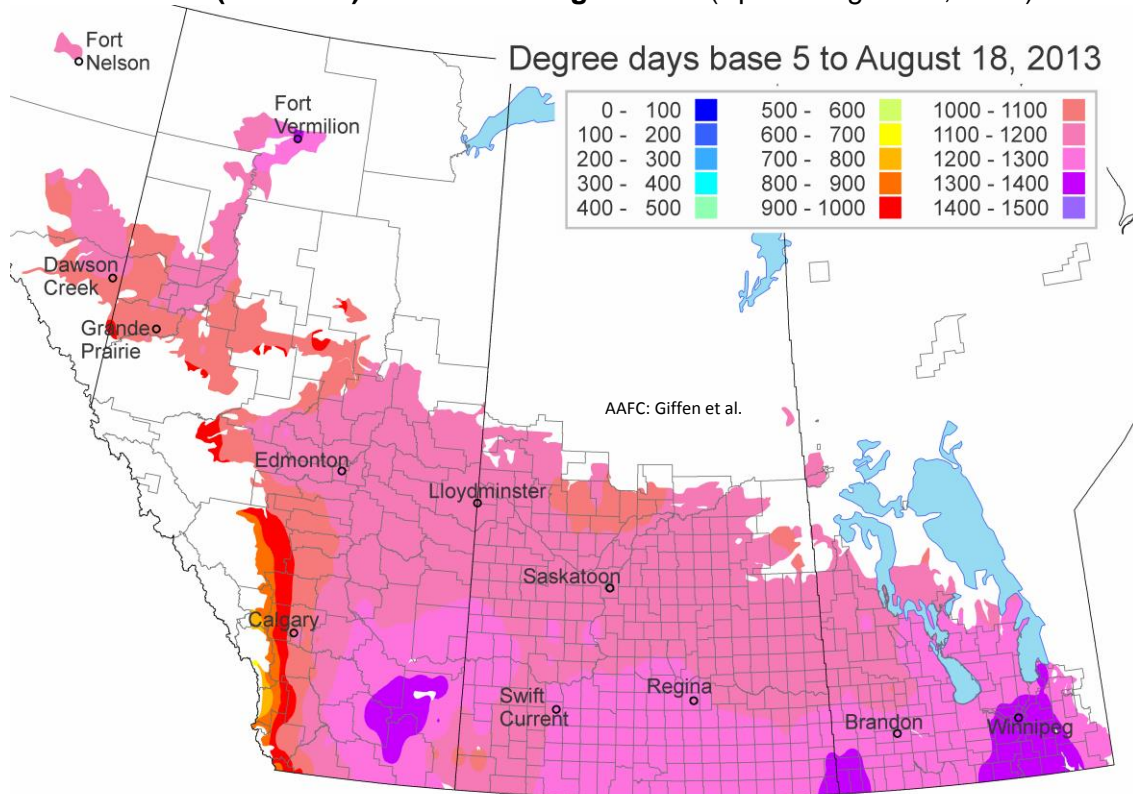 Degree days base 5 to August 18, 2013
0 - 100
100 - 200
200 - 300
300 - 400
400 - 500
500 - 600
600 - 700
700 - 800
800 - 900
900 - 1000
1000 - 1100
1100 - 1200
1200 - 1300
1300 - 1400
1400 - 1500
Fort
Nelson
Fort
Vermilion
Dawson
Creek
Grande
Prairie
AAFC: Giffen et al.
Edmonton
Lloydminster
Saskatoon
Calgary
Swift
Current
Regina
Brandon
Winnipeg